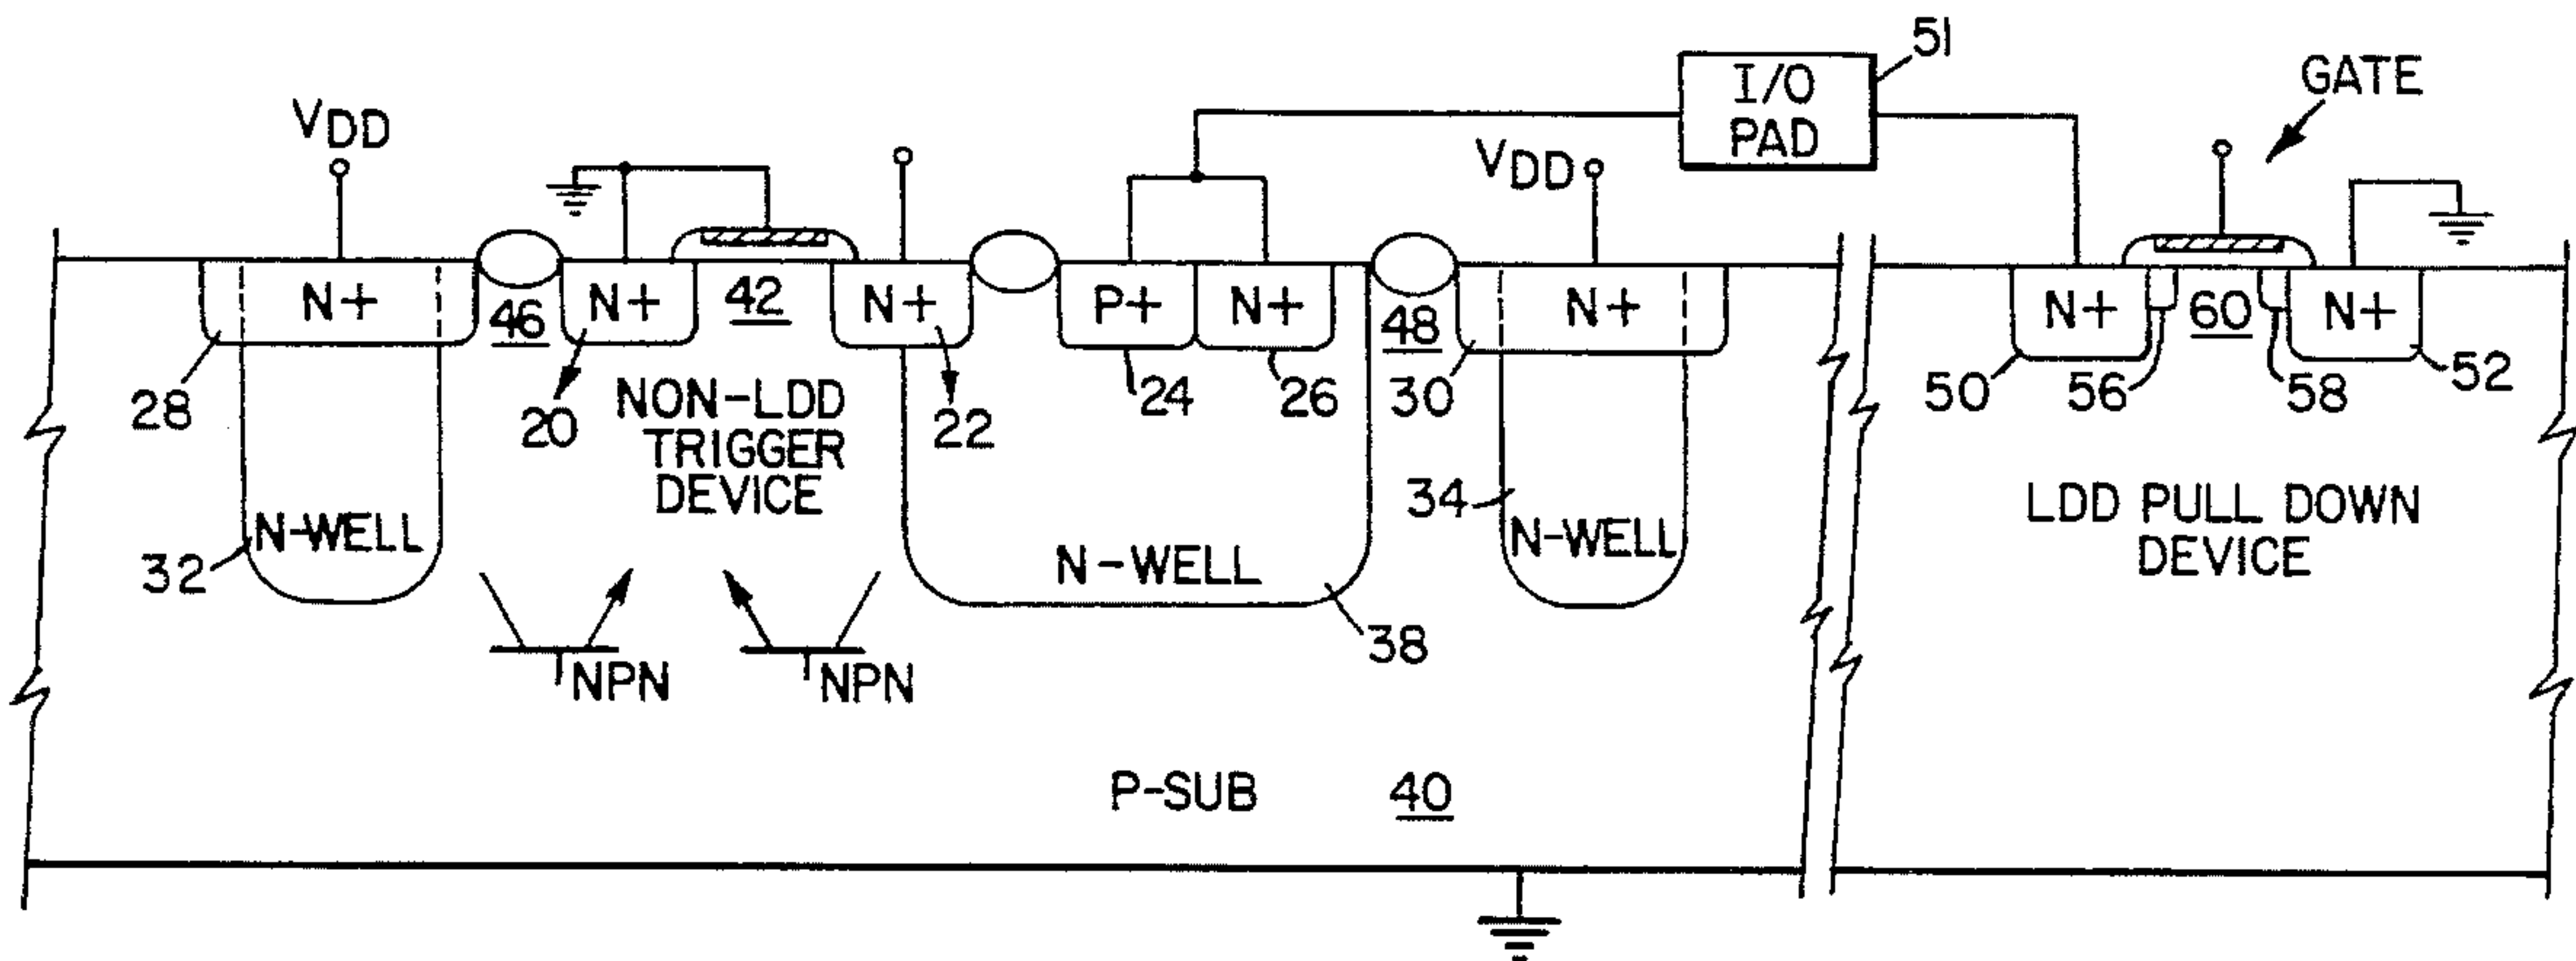 51
I/O
PAD
GATE
VDD
VDD
N+
46
N+
42
N+
P+
N+
48
N+
N+
60
N+
28
20
NON-LDD
TRIGGER
DEVICE
22
24
26
30
50
56
58
52
32
N-WELL
N-WELL
38
34
N-WELL
LDD PULL DOWN
DEVICE
NPN
NPN
P-SUB
40